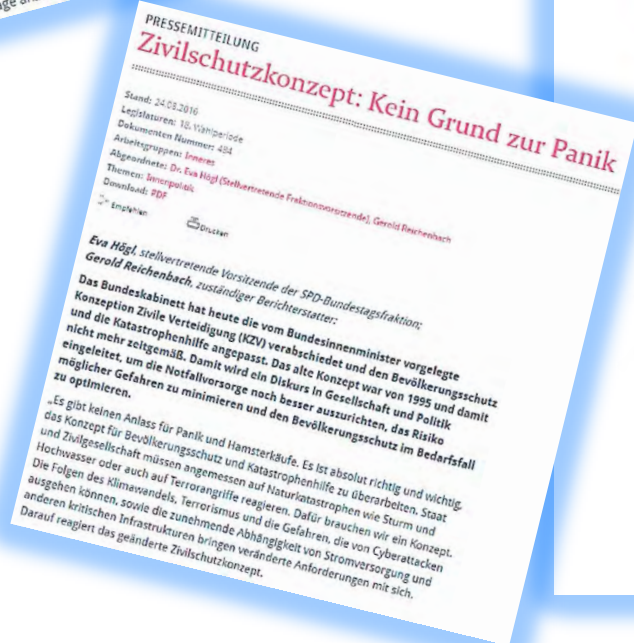 PRESSEMITTEILUNG
Zivilschutzkonzept: Kein Grund zur Panik
Stand: 24.08.2016
Legislaturen: 18. Wahlperiode
Dokumenten Nummer: 484
Arbeitsgruppen: Inneres
Abgeordnete: Dr. Eva Högl (Stellvertretende Fraktionsvorsitzende), Gerold Reichenbach
Themen: Innenpolitik
Download: PDF
Empfehlen Drucken
Eva Högl, stellvertretende Vorsitzende der SPD-Bundestagsfraktion;
Gerold Reichenbach, zuständiger Berichterstatter:
Das Bundeskabinett hat heute die vom Bundesinnenminister vorgelegte
Konzeption Zivile Verteidigung (KZV) verabschiedet und den Bevölkerungsschutz
und die Katastrophenhilfe angepasst. Das alte Konzept war von 1995 und damit
nicht mehr zeitgemäß. Damit wird ein Diskurs in Gesellschaft und Politik
eingeleitet, um die Notfallvorsorge noch besser auszurichten, das Risiko
möglicher Gefahren zu minimieren und den Bevölkerungsschutz im Bedarfsfall
zu optimieren.
„Es gibt keinen Anlass für Panik und Hamsterkäufe. Es ist absolut richtig und wichtig,
das Konzept für Bevölkerungsschutz und Katastrophenhilfe zu überarbeiten. Staat
und Zivilgesellschaft müssen angemessen auf Naturkatastrophen wie Sturm und
Hochwasser oder auch auf Terrorangriffe reagieren. Dafür brauchen wir ein Konzept.
Die Folgen des Klimawandels, Terrorismus und die Gefahren, die von Cyberattacken
ausgehen können, sowie die zunehmende Abhängigkeit von Stromversorgung und
anderen kritischen Infrastrukturen bringen veränderte Anforderungen mit sich.
Darauf reagiert das geänderte Zivilschutzkonzept.